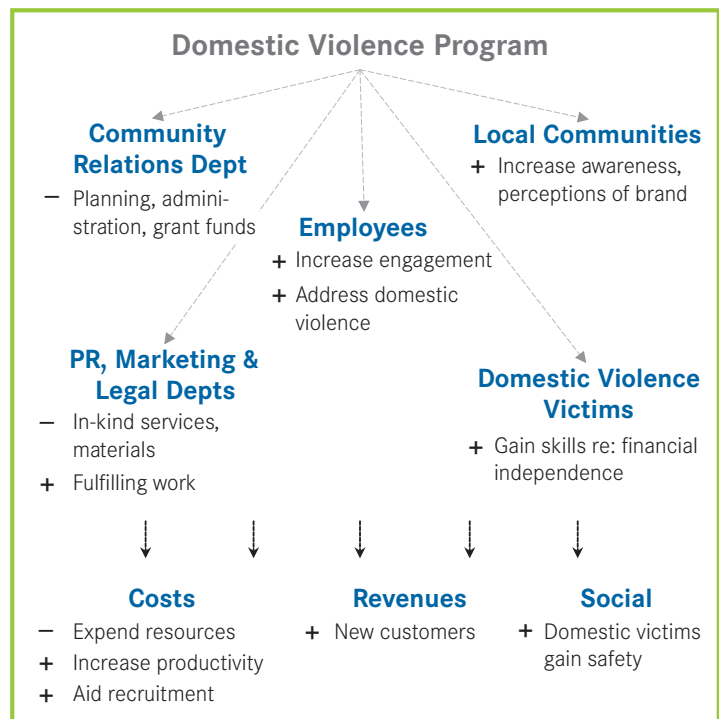 Domestic Violence Program
Community
Relations Dept
− Planning, admini-
stration, grant funds
Local Communities
+ Increase awareness,
perceptions of brand
Employees
+ Increase engagement
+ Address domestic
violence
PR, Marketing &
Legal Depts
− In-kind services,
materials
+ Fulfilling work
Domestic Violence
Victims
+ Gain skills re: financial
independence
Costs
− Expend resources
+ Increase productivity
+ Aid recruitment
Revenues
+ New customers
Social
+ Domestic victims
gain safety